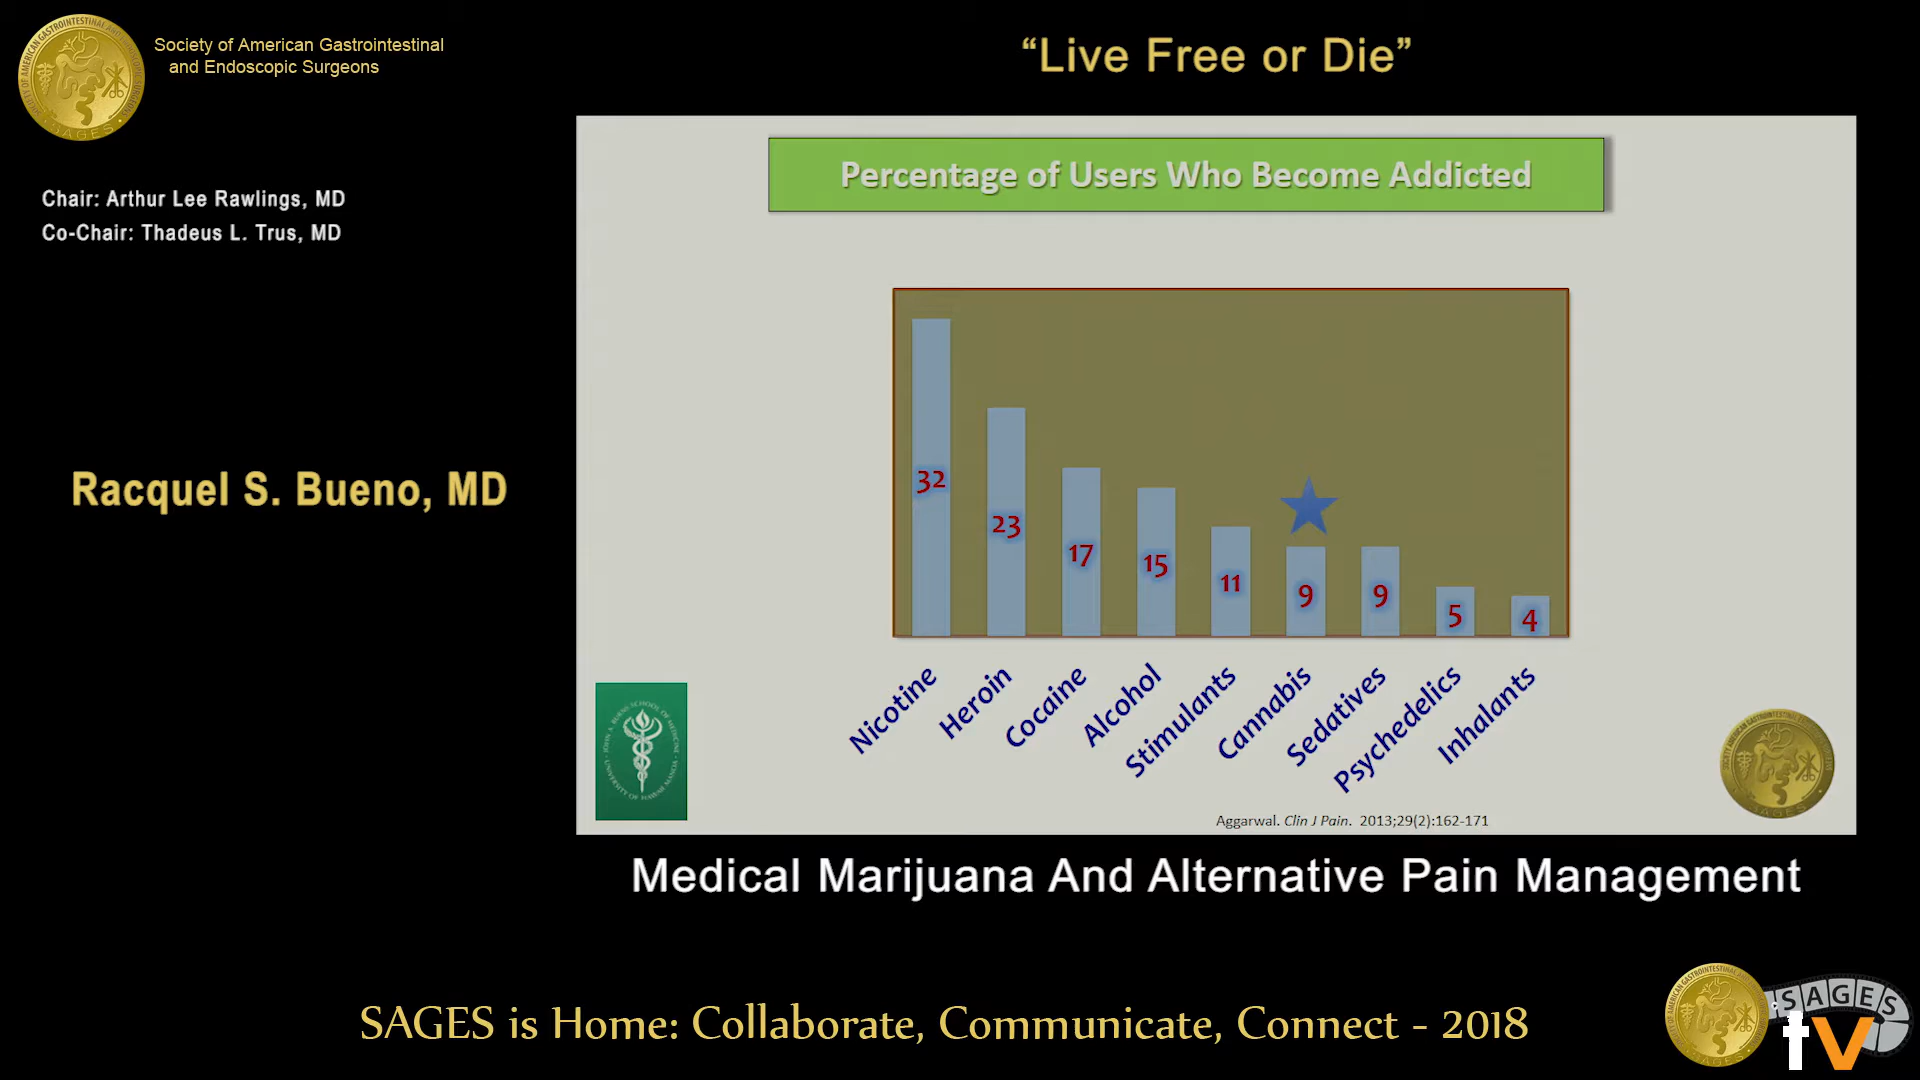 Society of American Gastrointestinal
and Endoscopic Surgeons
“Live Free or Die”
Chair: Arthur Lee Rawlings, MD
Co-Chair: Thadeus L. Trus, MD
Racquel S. Bueno, MD
Percentage of Users Who Become Addicted
32
23
17
15
11
9
9
5
4
Nicotine
Heroin
Cocaine
Alcohol
Stimulants
Cannabis
Sedatives
Psychedelics
Inhalants
Aggarwal. Clin J Pain. 2013;29(2):162-171
Medical Marijuana And Alternative Pain Management
SAGES is Home: Collaborate, Communicate, Connect - 2018
SAGES
tv